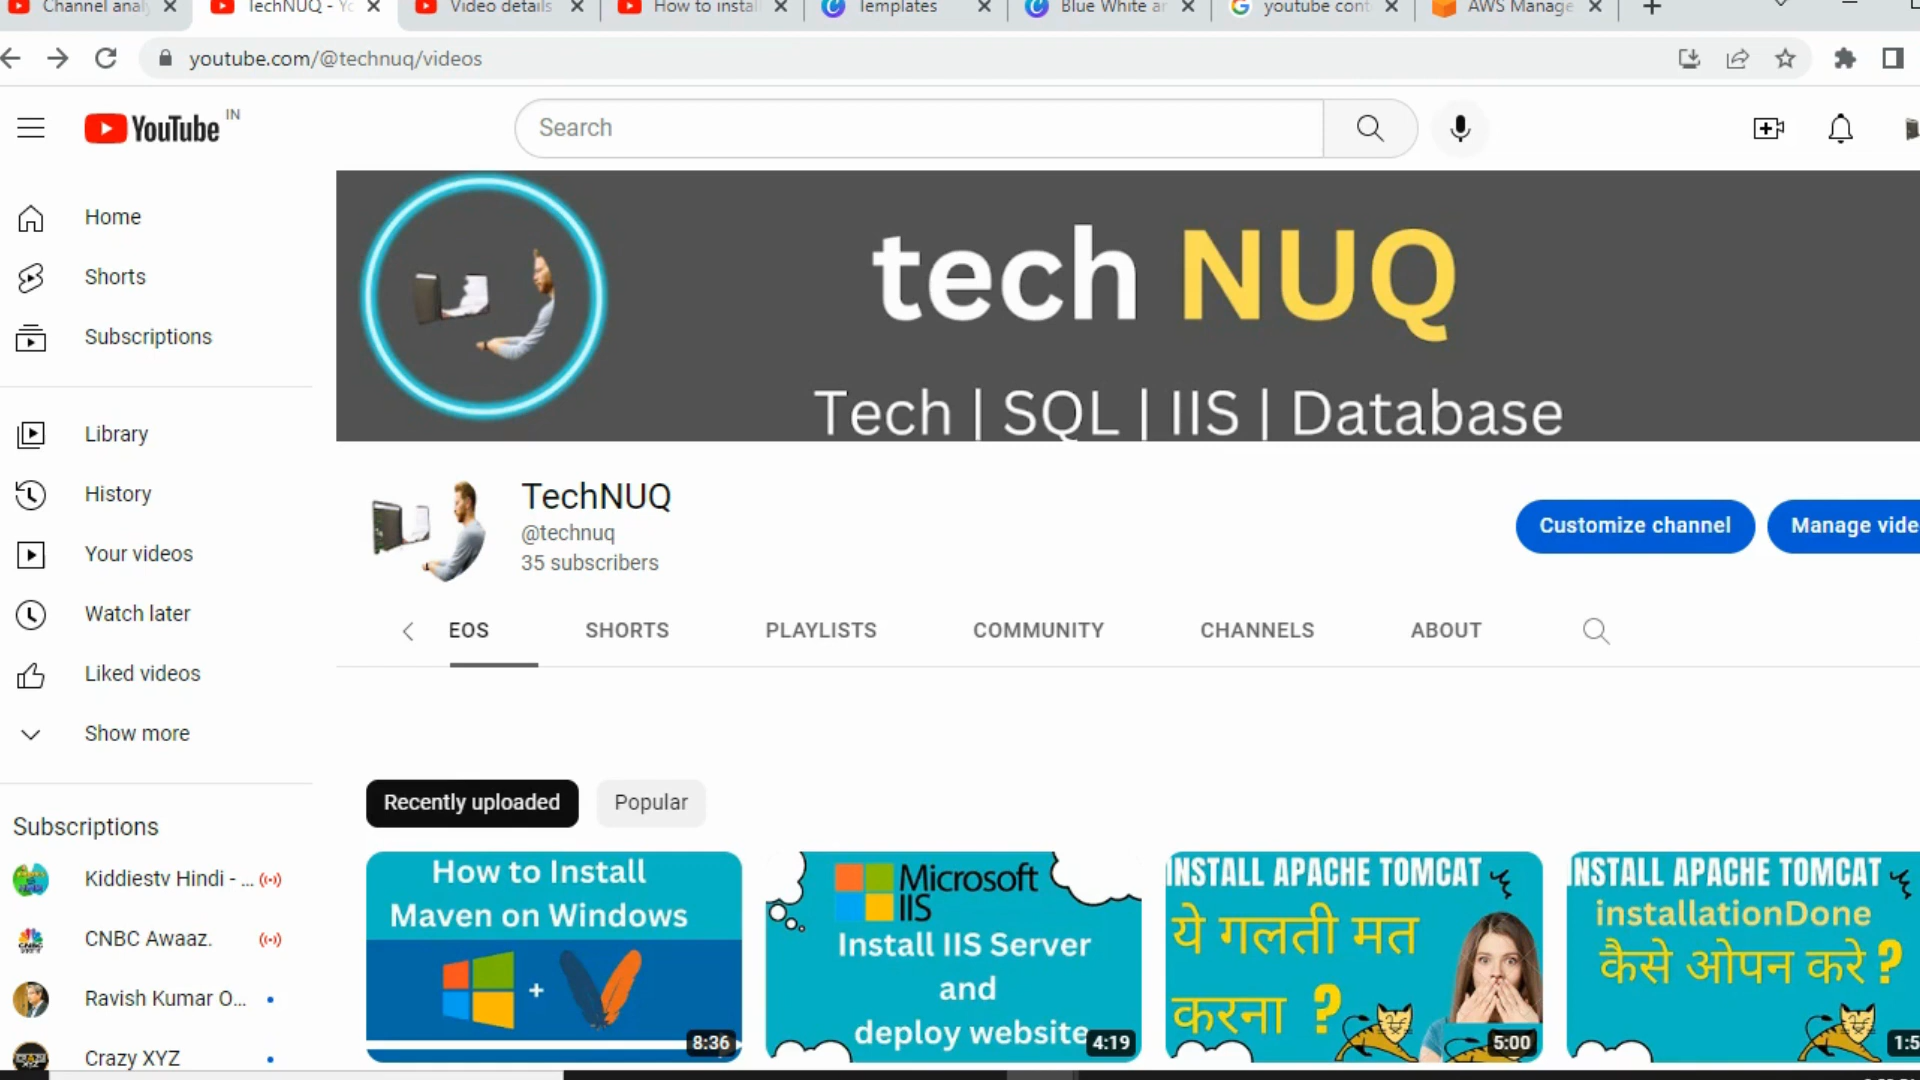 Channel analy
TechNUQ - Yo
Video details
How to install
Templates
Blue White an
youtube cont
AWS Manage
youtube.com/@technuq/videos
YouTube IN
Search
Home
Shorts
Subscriptions
Library
History
Your videos
Watch later
Liked videos
Show more
Subscriptions
Kiddiestv Hindi - ...
CNBC Awaaz.
Ravish Kumar O...
Crazy XYZ
tech NUQ
Tech | SQL | IIS | Database
TechNUQ
@technuq
35 subscribers
Customize channel
Manage vide
EOS
SHORTS
PLAYLISTS
COMMUNITY
CHANNELS
ABOUT
Recently uploaded
Popular
How to Install
Maven on Windows
+
8:36
Microsoft
IIS
Install IIS Server
and
deploy website
4:19
INSTALL APACHE TOMCAT
ये गलती मत
करना ?
5:00
INSTALL APACHE TOMCAT
installationDone
कैसे ओपन करे ?
1:5